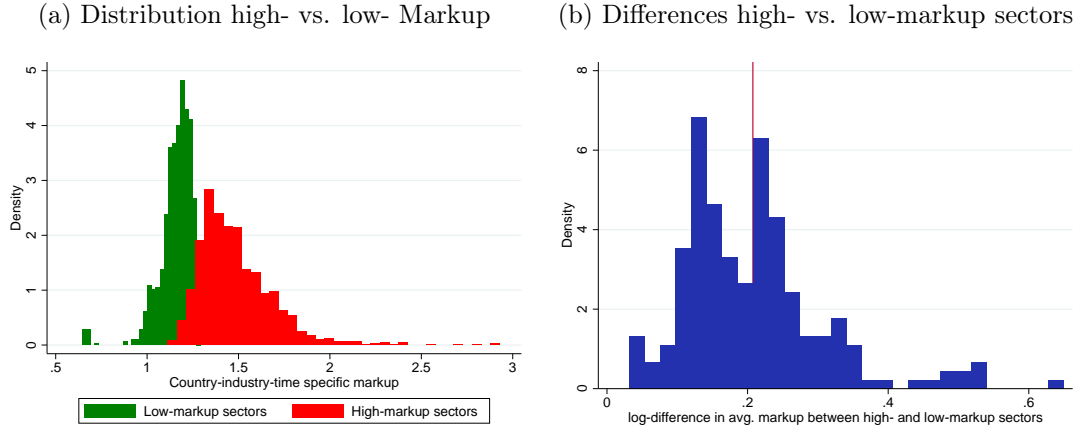 (a) Distribution high- vs. low- Markup
5
4
3
2
1
0
Density
.5 1 1.5 2 2.5 3
Country-industry-time specific markup
Low-markup sectors High-markup sectors
(b) Differences high- vs. low-markup sectors
8
6
4
2
0
Density
0 .2 .4 .6
log-difference in avg. markup between high- and low-markup sectors